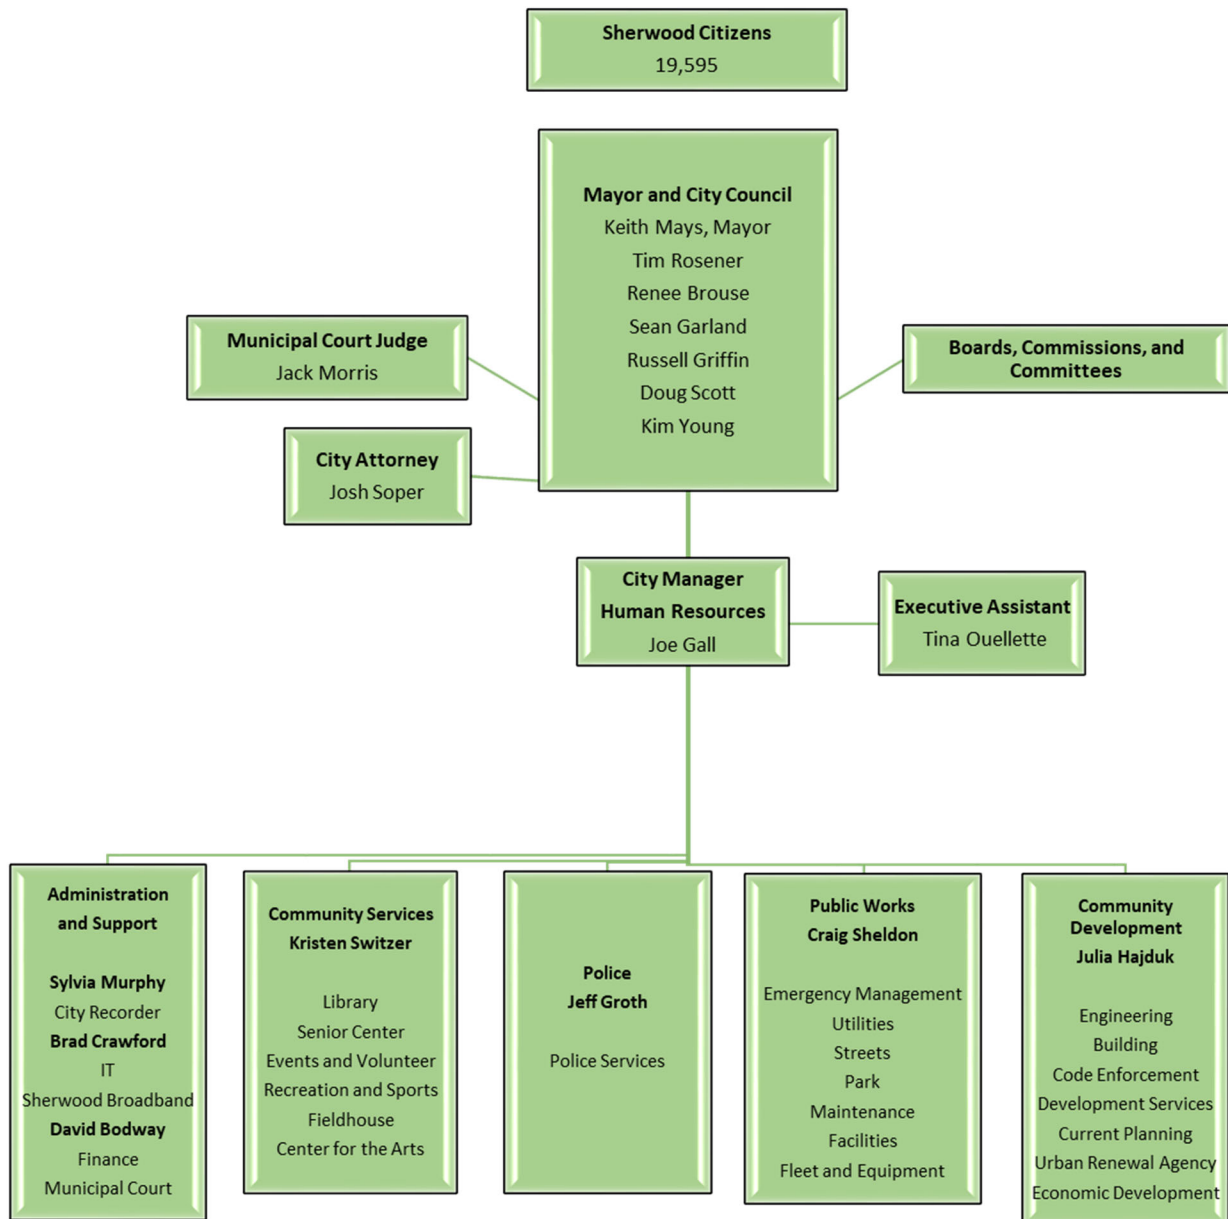 Sherwood Citizens
19,595
Mayor and City Council
Keith Mays, Mayor
Tim Rosener
Renee Brouse
Sean Garland
Russell Griffin
Doug Scott
Kim Young
Municipal Court Judge
Jack Morris
Boards, Commissions, and
Committees
City Attorney
Josh Soper
City Manager
Human Resources
Joe Gall
Executive Assistant
Tina Ouellette
Administration
and Support
Sylvia Murphy
City Recorder
Brad Crawford
IT
Sherwood Broadband
David Bodway
Finance
Municipal Court
Community Services
Kristen Switzer
Library
Senior Center
Events and Volunteer
Recreation and Sports
Fieldhouse
Center for the Arts
Police
Jeff Groth
Police Services
Public Works
Craig Sheldon
Emergency Management
Utilities
Streets
Park
Maintenance
Facilities
Fleet and Equipment
Community
Development
Julia Hajduk
Engineering
Building
Code Enforcement
Development Services
Current Planning
Urban Renewal Agency
Economic Development